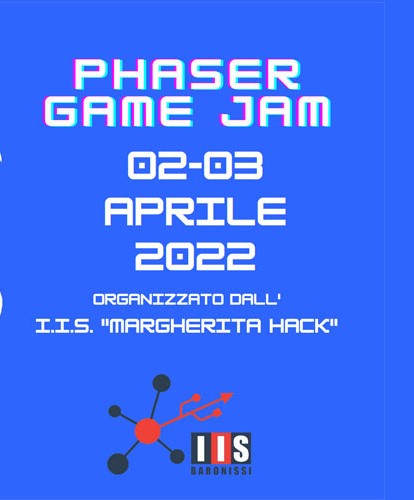 PHASER
GAME JAM
02-03
APRILE
2022
ORGANIZZATO DALL'
I.I.S. "MARGHERITA HACK"
IIS
BARONISSI